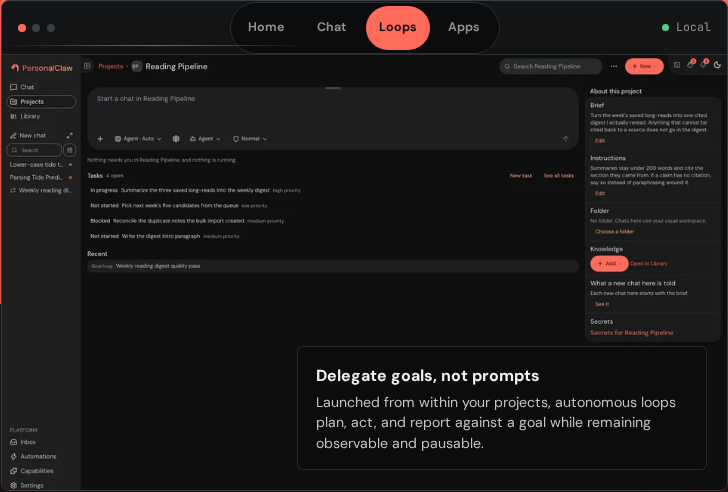 Home Chat Loops Apps
Local
PersonalClaw
Projects › RP Reading Pipeline
Search Reading Pipeline
+ New
Chat
Projects
Library
New chat
Search
Lower-case tide t...
Parsing Tide Predi...
Weekly reading di...
PLATFORM
Inbox
Automations
Capabilities
Settings
Start a chat in Reading Pipeline
Agent · Auto
Agent
Normal
Nothing needs you in Reading Pipeline, and nothing is running.
Tasks 4 open
New task See all tasks
In progress Summarize the three saved long-reads into the weekly digest high priority
Not started Pick next week's five candidates from the queue low priority
Blocked Reconcile the duplicate notes the bulk import created medium priority
Not started Write the digest intro paragraph medium priority
Recent
Goal loop Weekly reading digest quality pass
About this project
Brief
Turn the week's saved long-reads into one cited
digest I actually reread. Anything that cannot be
cited back to a source does not go in the digest.
Edit
Instructions
Summaries stay under 200 words and cite the
section they came from. If a claim has no citation,
say so instead of paraphrasing around it.
Edit
Folder
No folder. Chats here use your usual workspace.
Choose a folder
Knowledge
+ Add
Open in Library
What a new chat here is told
Each new chat here starts with the brief.
See it
Secrets
Secrets for Reading Pipeline
Delegate goals, not prompts
Launched from within your projects, autonomous loops
plan, act, and report against a goal while remaining
observable and pausable.